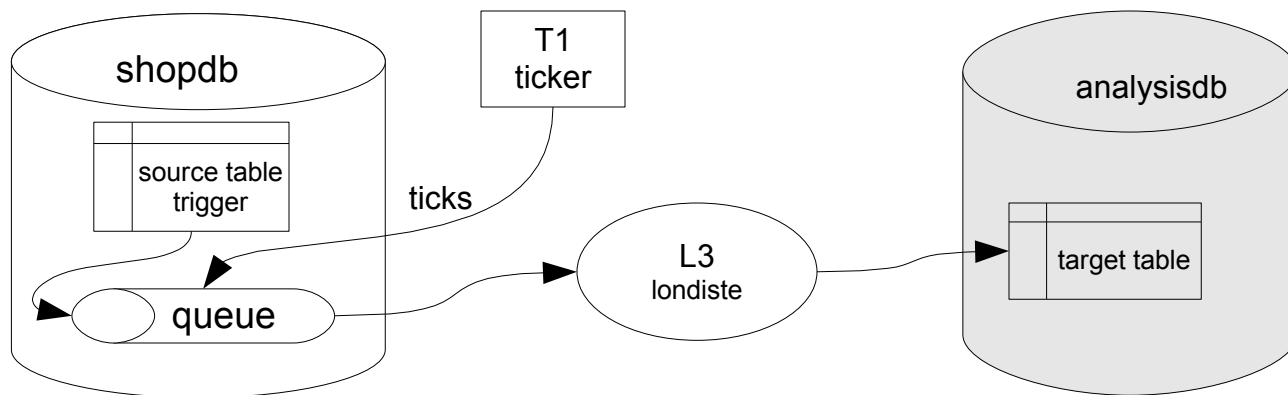 shopdb
source table
trigger
queue
T1
ticker
ticks
L3
londiste
analysisdb
target table